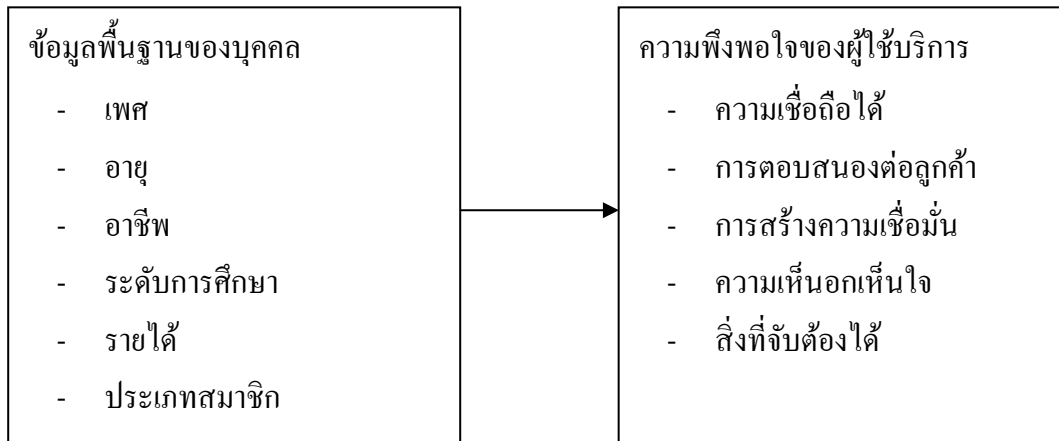 ข้อมูลพื้นฐานของบุคคล
- เพศ
- อายุ
- อาชีพ
- ระดับการศึกษา
- รายได้
- ประเภทสมาชิก
ความพึงพอใจของผู้ใช้บริการ
- ความเชื่อถือได้
- การตอบสนองต่อลูกค้า
- การสร้างความเชื่อมั่น
- ความเห็นอกเห็นใจ
- สิ่งที่จับต้องได้